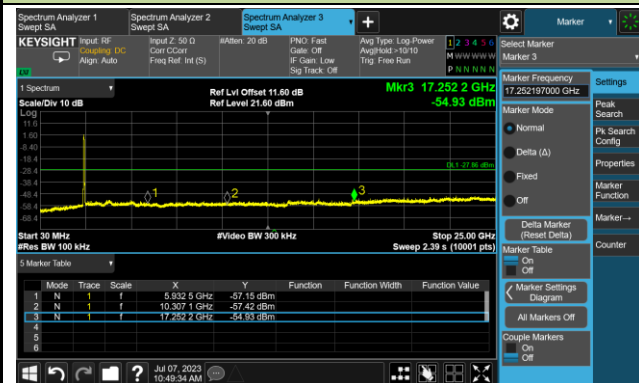 Spectrum Analyzer 1
Swept SA
Spectrum Analyzer 2
Swept SA
Spectrum Analyzer 3
Swept SA
Marker
KEYSIGHT
Input: RF
Coupling: DC
Align: Auto
Input Z: 50 Ω
Corr CCorr
Freq Ref: Int (S)
#Atten: 20 dB
PNO: Fast
Gate: Off
IF Gain: Low
Sig Track: Off
Avg Type: Log-Power
Avg|Hold:>10/10
Trig: Free Run
1 2 3 4 5 6
M W W W W W
P N N N N N
Select Marker
Marker 3
1 Spectrum
Scale/Div 10 dB
Log
Ref Lvl Offset 11.60 dB
Ref Level 21.60 dBm
Mkr3 17.252 2 GHz
-54.93 dBm
11.6
1.60
-8.40
-18.4
-28.4
-38.4
-48.4
-58.4
-68.4
DL1 -27.86 dBm
1
2
3
Start 30 MHz
#Res BW 100 kHz
#Video BW 300 kHz
Stop 25.00 GHz
Sweep 2.39 s (10001 pts)
5 Marker Table
Mode Trace Scale X Y Function Function Width Function Value
1 N 1 f 5.932 5 GHz -57.15 dBm
2 N 1 f 10.307 1 GHz -57.42 dBm
3 N 1 f 17.252 2 GHz -54.93 dBm
4
5
6
Marker Frequency
17.252197000 GHz
Marker Mode
Normal
Delta (Δ)
Fixed
Off
Delta Marker
(Reset Delta)
Marker Table
On
Off
Marker Settings
Diagram
All Markers Off
Couple Markers
On
Off
Settings
Peak
Search
Pk Search
Config
Properties
Marker
Function
Marker→
Counter
Jul 07, 2023
10:49:34 AM